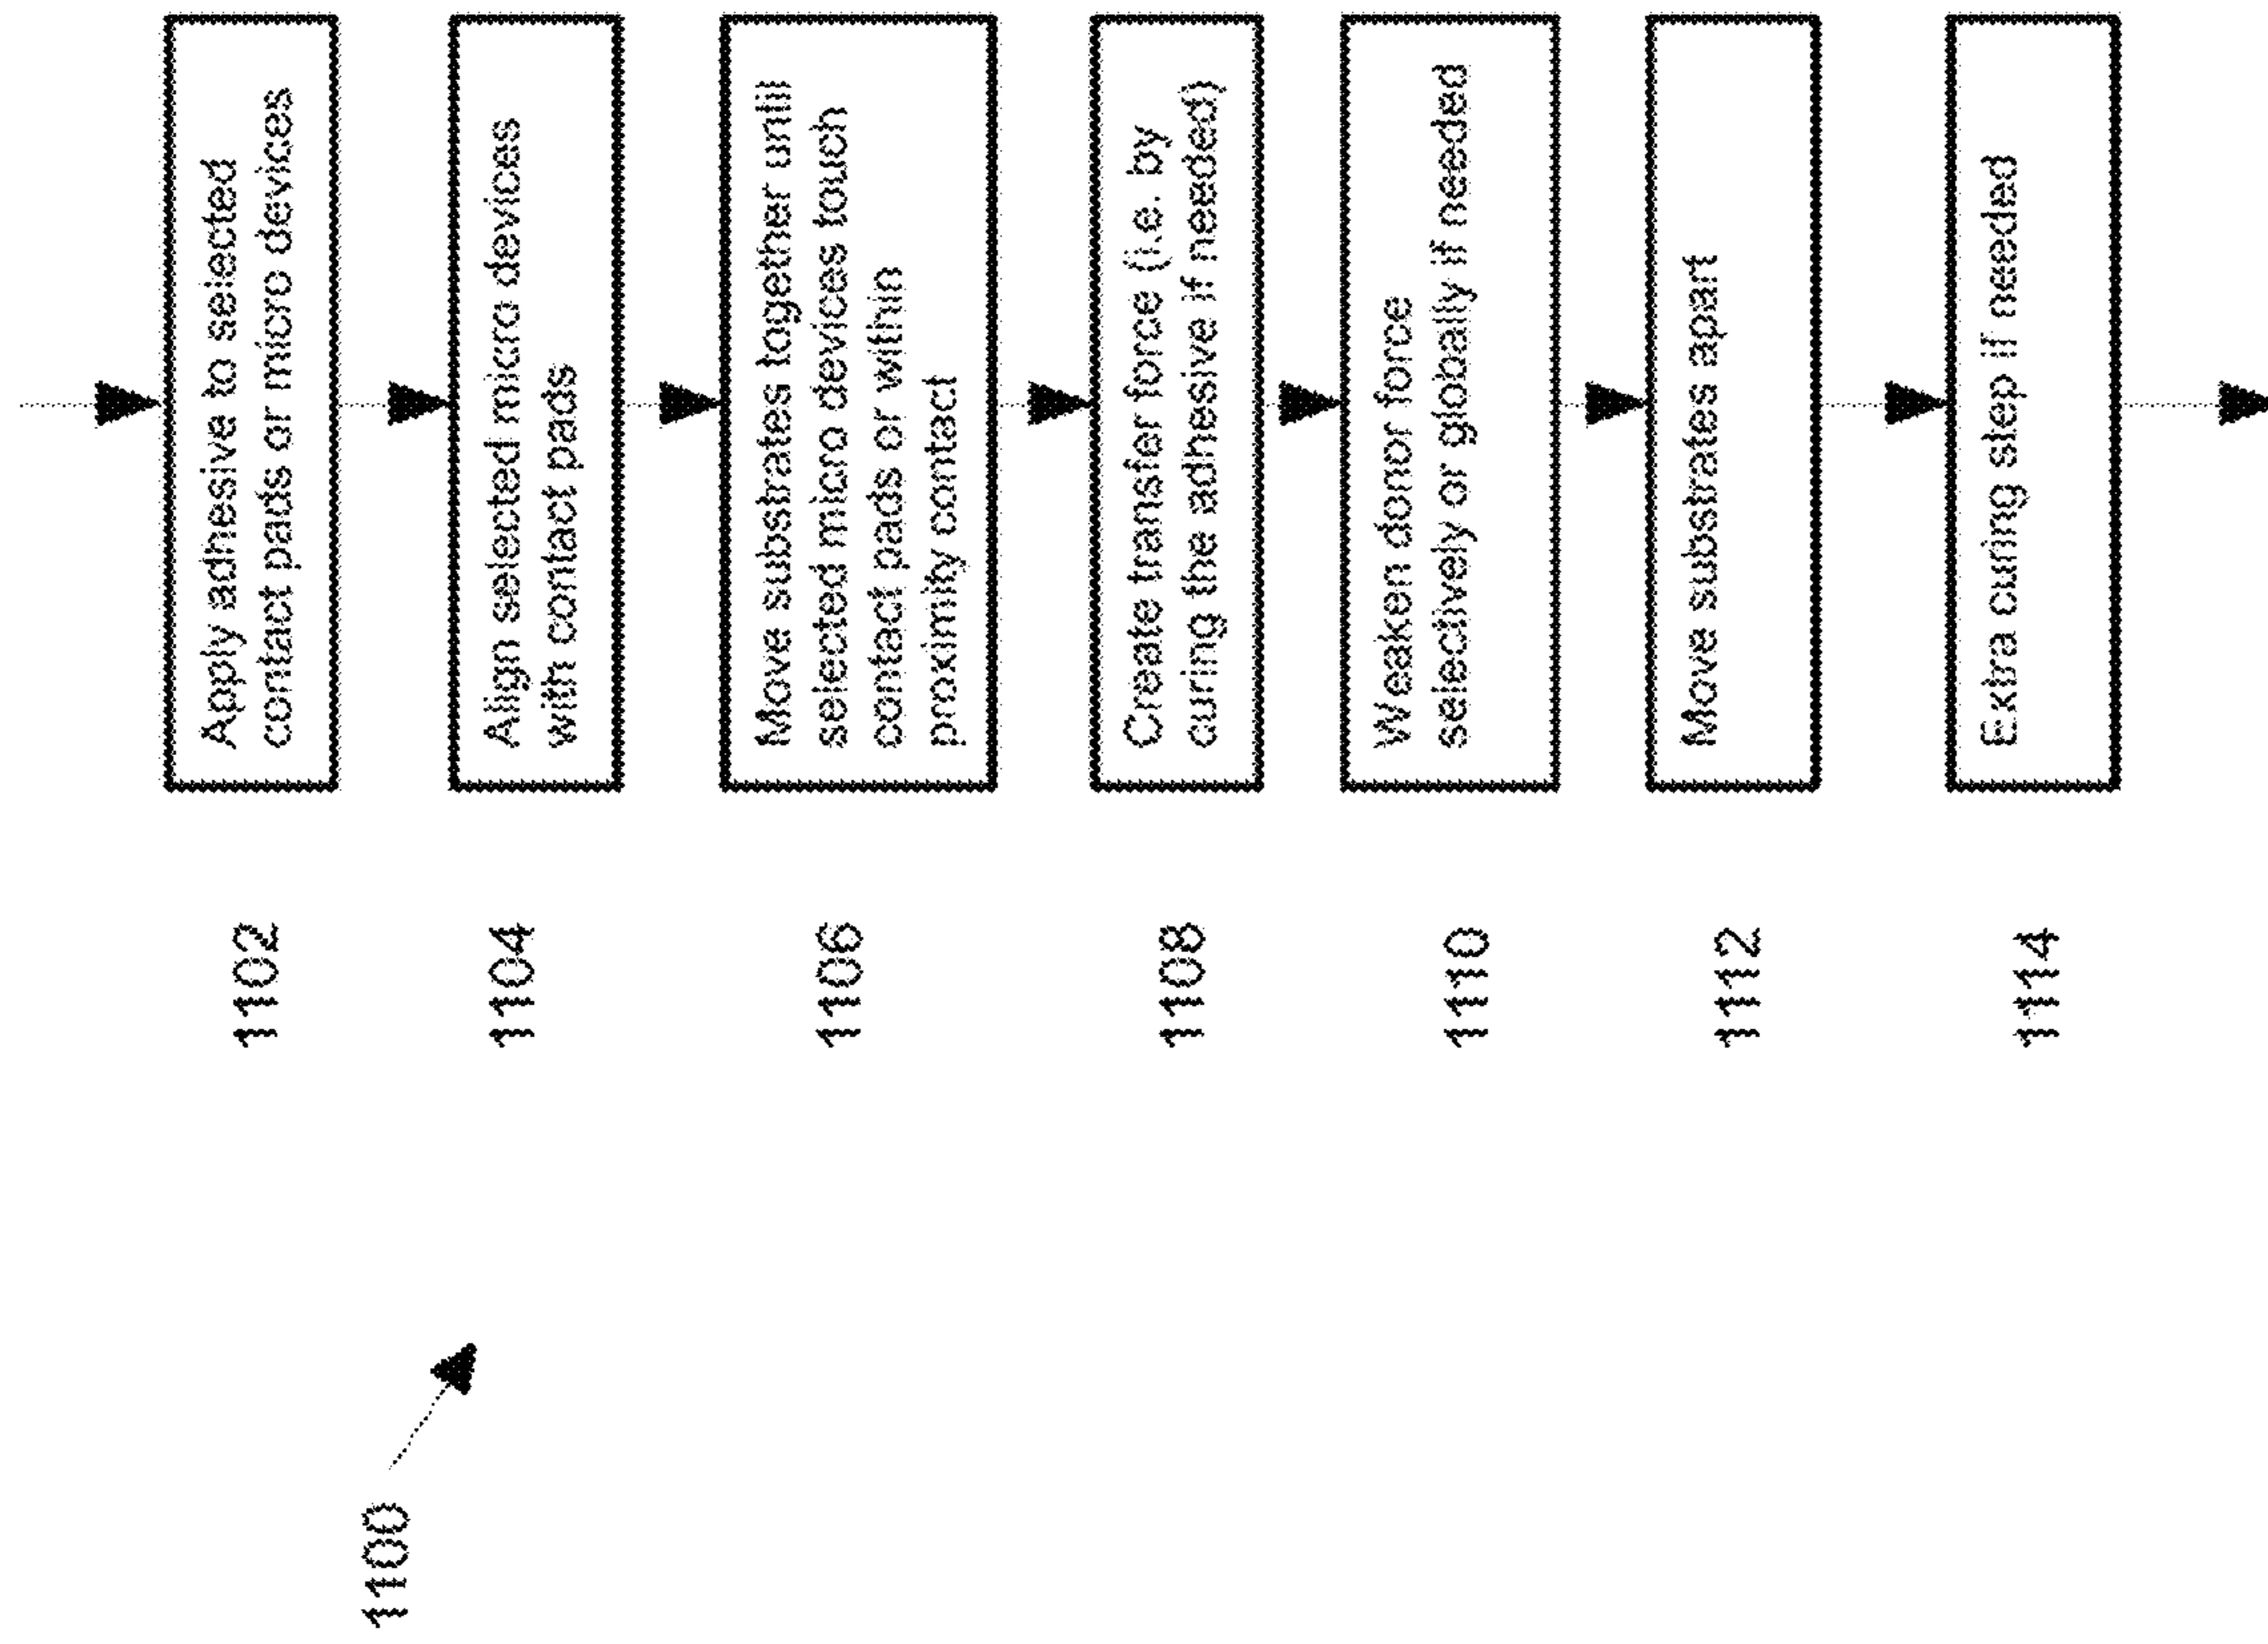 1100
1102
Apply adhesive to selected
contact pads or micro devices
1104
Align selected micro devices
with contact pads
1106
Move substrates together untill
selected micro devices touch
contact pads or within
proximity contact
1108
Create transfer force (i.e. by
curing the adhesive if needed)
1110
Weaken donor force
selectively or globally if needed
1112
Move substrates apart
1114
Extra curing step if needed